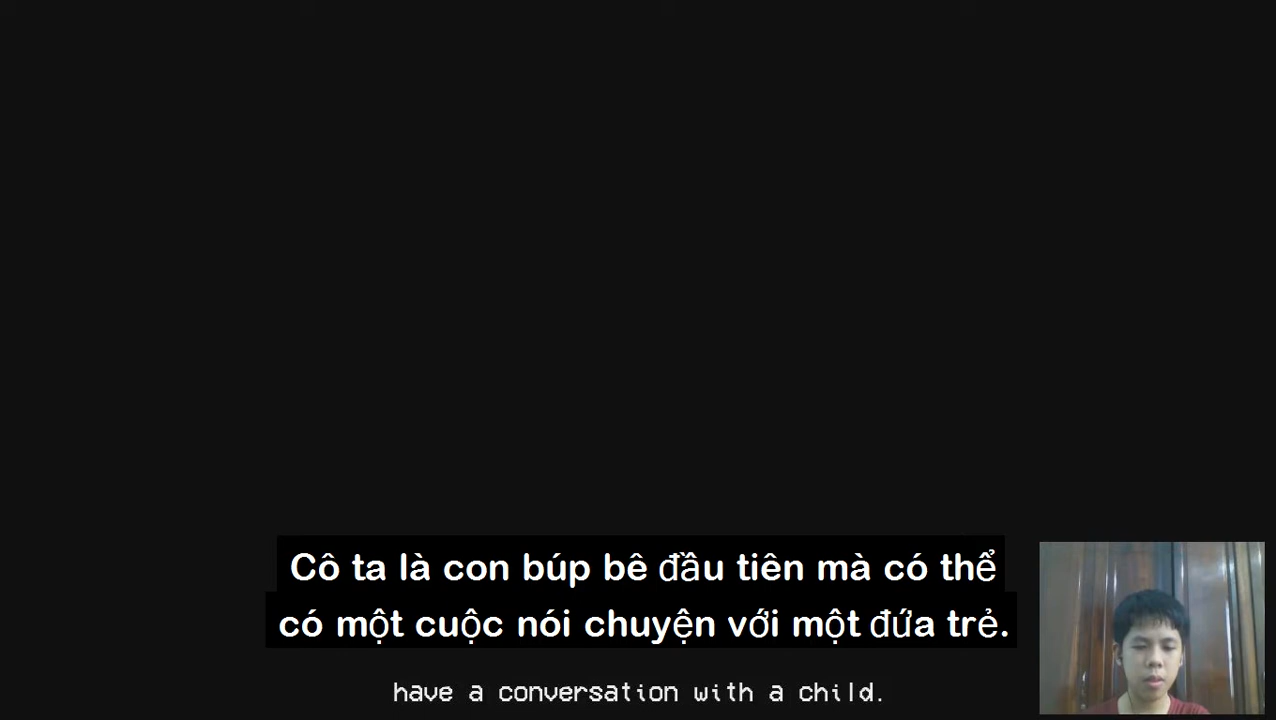 Cô ta là con búp bê đầu tiên mà có thể
có một cuộc nói chuyện với một đứa trẻ.
have a conversation with a child.